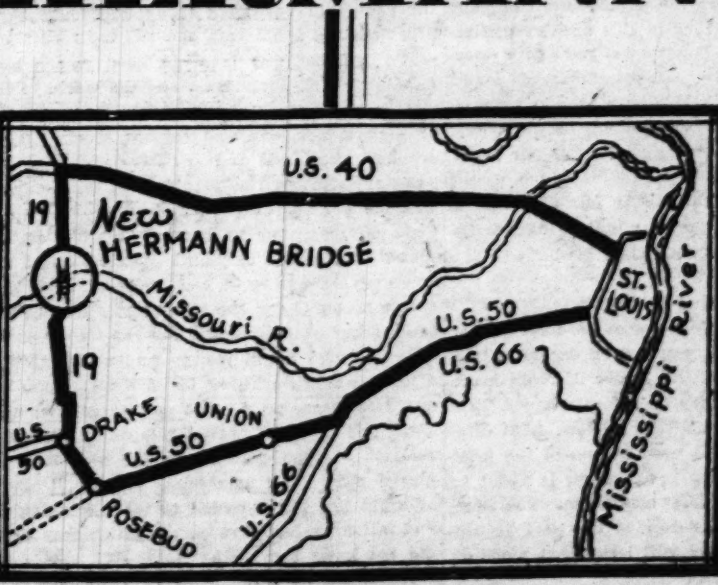 U.S. 40
19
New
HERMANN BRIDGE
Missouri R.
ST.
LOUIS
Mississippi River
U.S. 50
U.S. 66
19
DRAKE
UNION
U.S.
50
U.S. 50
ROSEBUD
U.S. 66